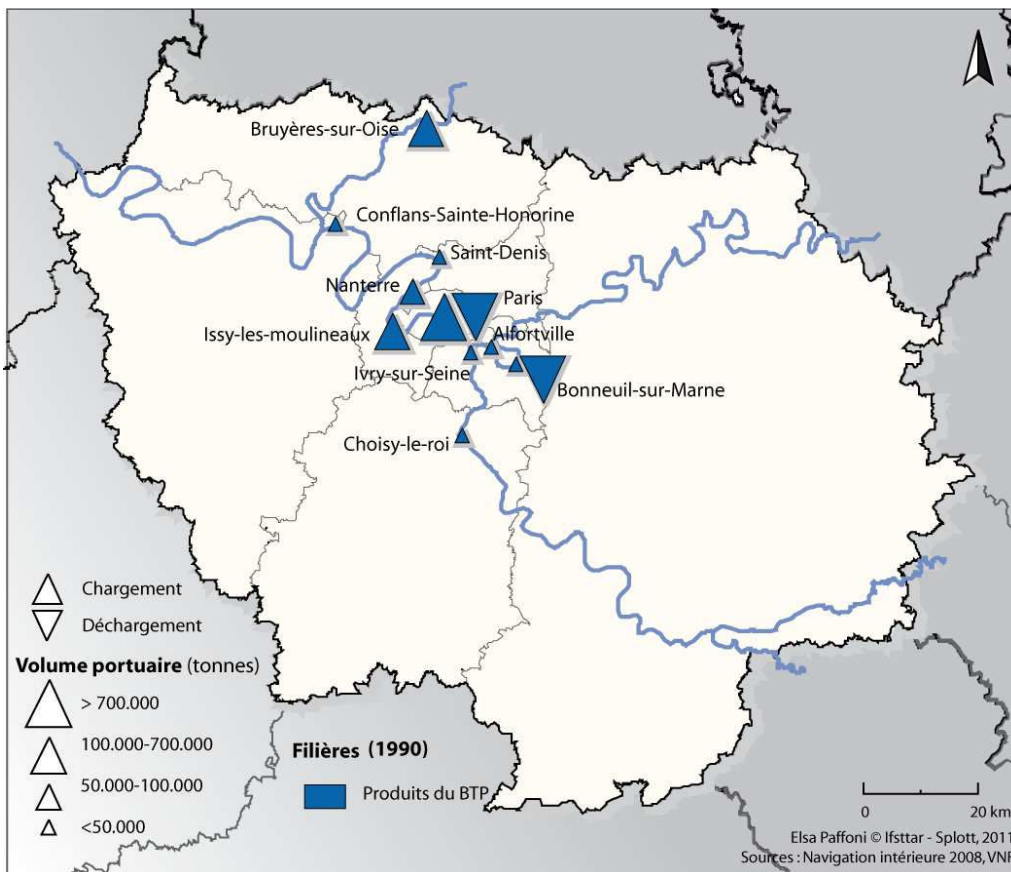 Bruyères-sur-Oise
Conflans-Sainte-Honorine
Saint-Denis
Nanterre
Paris
Issy-les-moulineaux
Alfortville
Ivry-sur-Seine
Bonneuil-sur-Marne
Choisy-le-roi
Chargement
Déchargement
Volume portuaire (tonnes)
> 700.000
100.000-700.000
50.000-100.000
<50.000
Filières (1990)
Produits du BTP
0 20 km
Elsa Paffoni © Ifsttar - Splott, 2011
Sources : Navigation intérieure 2008, VNF